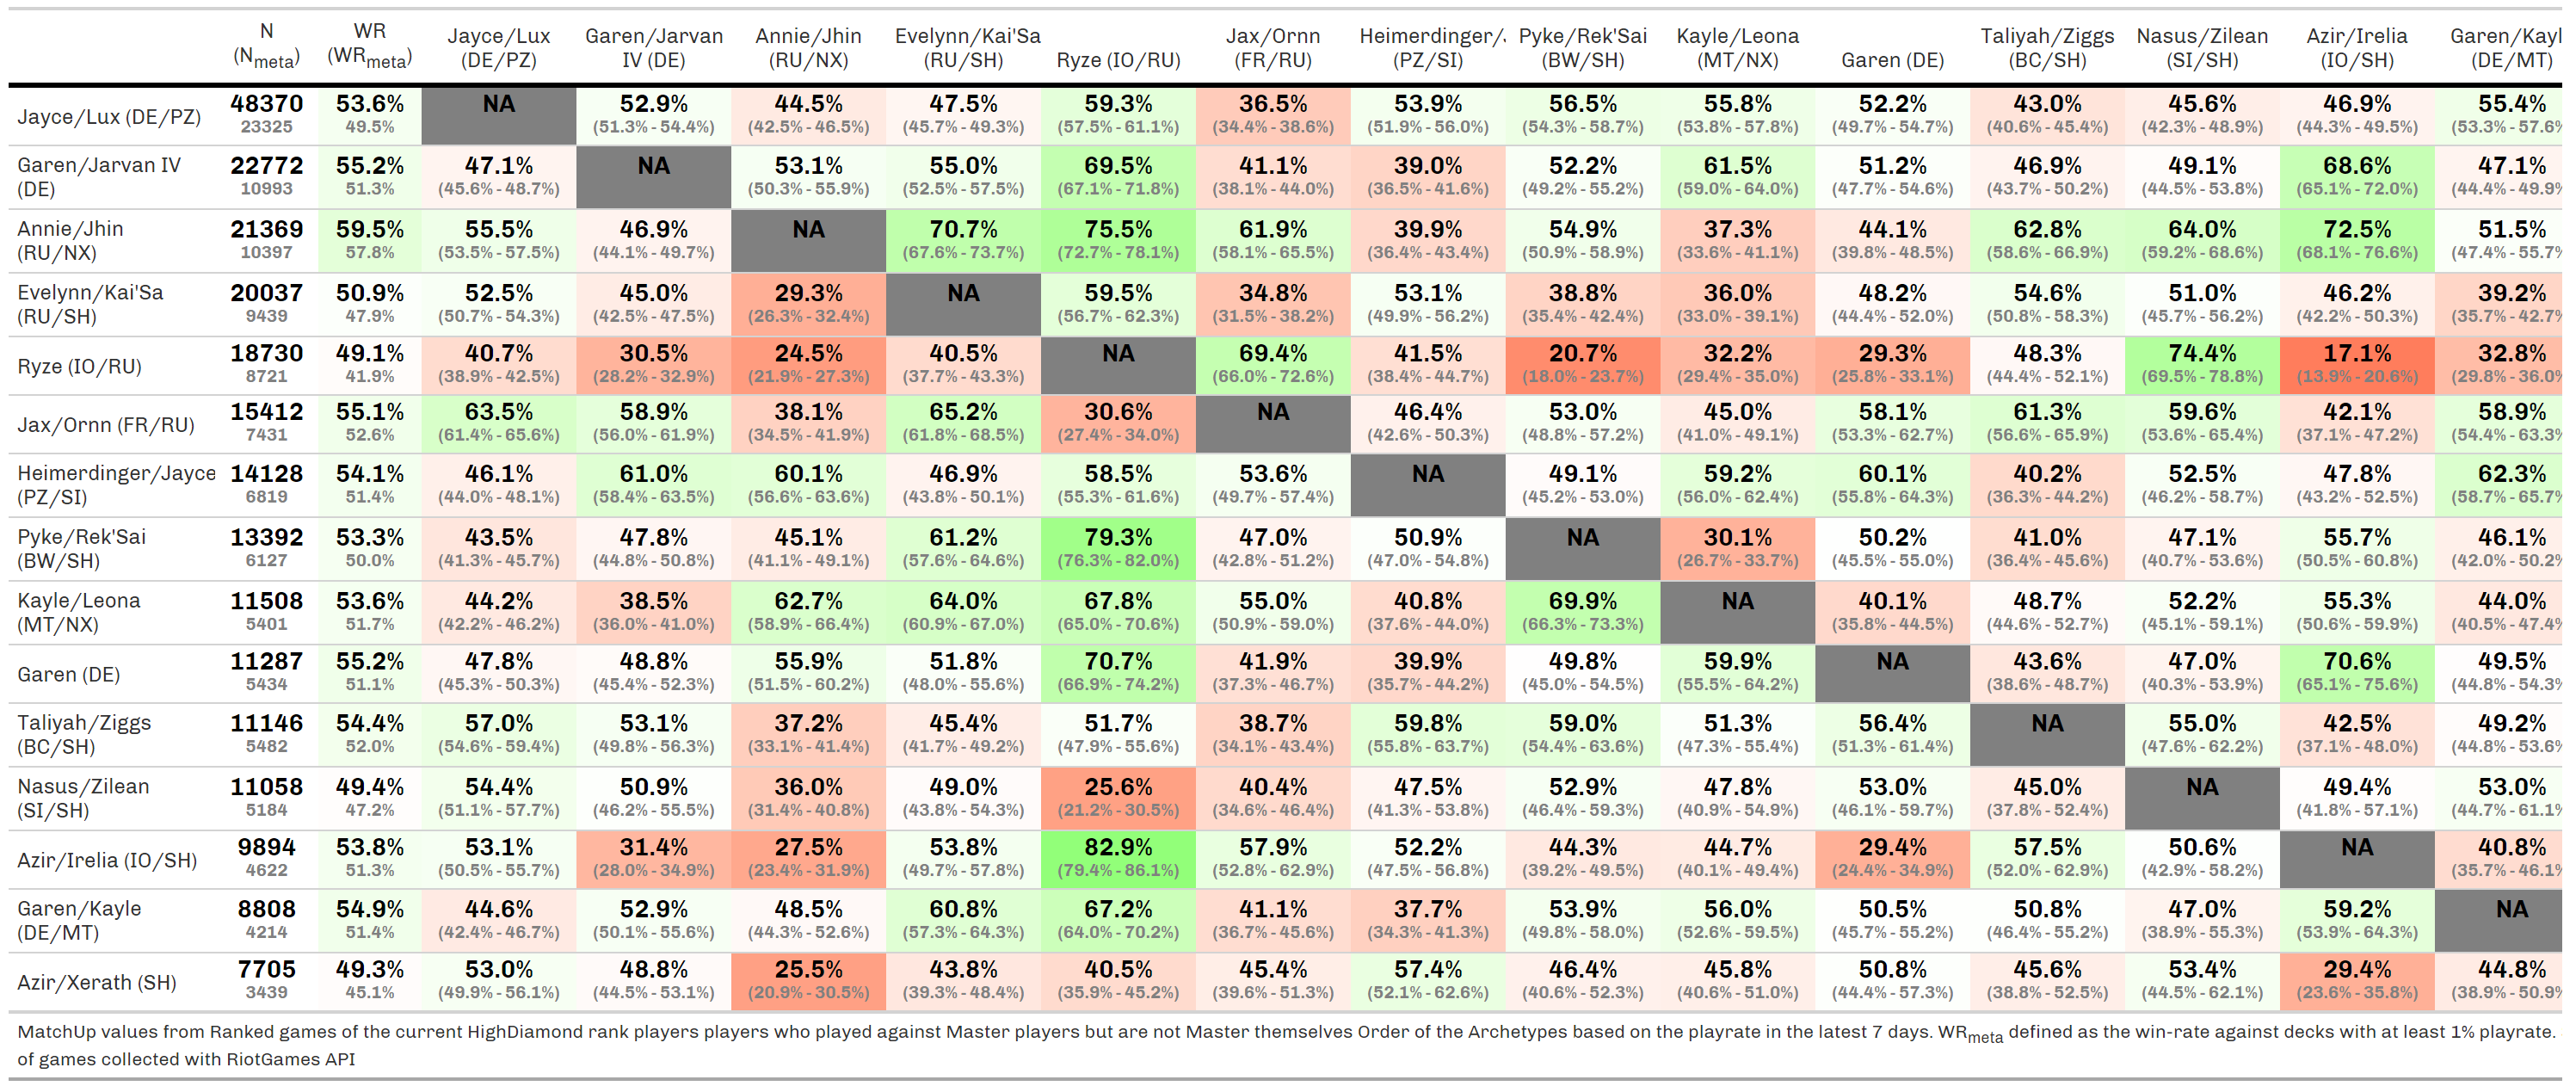 N WR Jayce/Lux Garen/Jarvan Annie/Jhin Evelynn/Kai'Sa Ryze (IO/RU) Jax/Ornn Heimerdinger/ Pyke/Rek'Sai Kayle/Leona Garen (DE) Taliyah/Ziggs Nasus/Zilean Azir/Irelia Garen/Kayl
(Nmeta) (WRmeta) (DE/PZ) IV (DE) (RU/NX) (RU/SH) (FR/RU) (PZ/SI) (BW/SH) (MT/NX) (BC/SH) (SI/SH) (IO/SH) (DE/MT)
Jayce/Lux (DE/PZ) 48370 53.6% NA 52.9% 44.5% 47.5% 59.3% 36.5% 53.9% 56.5% 55.8% 52.2% 43.0% 45.6% 46.9% 55.4%
23325 49.5% (51.3% - 54.4%) (42.5% - 46.5%) (45.7% - 49.3%) (57.5% - 61.1%) (34.4% - 38.6%) (51.9% - 56.0%) (54.3% - 58.7%) (53.8% - 57.8%) (49.7% - 54.7%) (40.6% - 45.4%) (42.3% - 48.9%) (44.3% - 49.5%) (53.3% - 57.6%
Garen/Jarvan IV 22772 55.2% 47.1% NA 53.1% 55.0% 69.5% 41.1% 39.0% 52.2% 61.5% 51.2% 46.9% 49.1% 68.6% 47.1%
(DE) 10993 51.3% (45.6% - 48.7%) (50.3% - 55.9%) (52.5% - 57.5%) (67.1% - 71.8%) (38.1% - 44.0%) (36.5% - 41.6%) (49.2% - 55.2%) (59.0% - 64.0%) (47.7% - 54.6%) (43.7% - 50.2%) (44.5% - 53.8%) (65.1% - 72.0%) (44.4% - 49.9%
Annie/Jhin 21369 59.5% 55.5% 46.9% NA 70.7% 75.5% 61.9% 39.9% 54.9% 37.3% 44.1% 62.8% 64.0% 72.5% 51.5%
(RU/NX) 10397 57.8% (53.5% - 57.5%) (44.1% - 49.7%) (67.6% - 73.7%) (72.7% - 78.1%) (58.1% - 65.5%) (36.4% - 43.4%) (50.9% - 58.9%) (33.6% - 41.1%) (39.8% - 48.5%) (58.6% - 66.9%) (59.2% - 68.6%) (68.1% - 76.6%) (47.4% - 55.7%
Evelynn/Kai'Sa 20037 50.9% 52.5% 45.0% 29.3% NA 59.5% 34.8% 53.1% 38.8% 36.0% 48.2% 54.6% 51.0% 46.2% 39.2%
(RU/SH) 9439 47.9% (50.7% - 54.3%) (42.5% - 47.5%) (26.3% - 32.4%) (56.7% - 62.3%) (31.5% - 38.2%) (49.9% - 56.2%) (35.4% - 42.4%) (33.0% - 39.1%) (44.4% - 52.0%) (50.8% - 58.3%) (45.7% - 56.2%) (42.2% - 50.3%) (35.7% - 42.7%
Ryze (IO/RU) 18730 49.1% 40.7% 30.5% 24.5% 40.5% NA 69.4% 41.5% 20.7% 32.2% 29.3% 48.3% 74.4% 17.1% 32.8%
8721 41.9% (38.9% - 42.5%) (28.2% - 32.9%) (21.9% - 27.3%) (37.7% - 43.3%) (66.0% - 72.6%) (38.4% - 44.7%) (18.0% - 23.7%) (29.4% - 35.0%) (25.8% - 33.1%) (44.4% - 52.1%) (69.5% - 78.8%) (13.9% - 20.6%) (29.8% - 36.0%
Jax/Ornn (FR/RU) 15412 55.1% 63.5% 58.9% 38.1% 65.2% 30.6% NA 46.4% 53.0% 45.0% 58.1% 61.3% 59.6% 42.1% 58.9%
7431 52.6% (61.4% - 65.6%) (56.0% - 61.9%) (34.5% - 41.9%) (61.8% - 68.5%) (27.4% - 34.0%) (42.6% - 50.3%) (48.8% - 57.2%) (41.0% - 49.1%) (53.3% - 62.7%) (56.6% - 65.9%) (53.6% - 65.4%) (37.1% - 47.2%) (54.4% - 63.3%
Heimerdinger/Jayce 14128 54.1% 46.1% 61.0% 60.1% 46.9% 58.5% 53.6% NA 49.1% 59.2% 60.1% 40.2% 52.5% 47.8% 62.3%
(PZ/SI) 6819 51.4% (44.0% - 48.1%) (58.4% - 63.5%) (56.6% - 63.6%) (43.8% - 50.1%) (55.3% - 61.6%) (49.7% - 57.4%) (45.2% - 53.0%) (56.0% - 62.4%) (55.8% - 64.3%) (36.3% - 44.2%) (46.2% - 58.7%) (43.2% - 52.5%) (58.7% - 65.7%
Pyke/Rek'Sai 13392 53.3% 43.5% 47.8% 45.1% 61.2% 79.3% 47.0% 50.9% NA 30.1% 50.2% 41.0% 47.1% 55.7% 46.1%
(BW/SH) 6127 50.0% (41.3% - 45.7%) (44.8% - 50.8%) (41.1% - 49.1%) (57.6% - 64.6%) (76.3% - 82.0%) (42.8% - 51.2%) (47.0% - 54.8%) (26.7% - 33.7%) (45.5% - 55.0%) (36.4% - 45.6%) (40.7% - 53.6%) (50.5% - 60.8%) (42.0% - 50.2%
Kayle/Leona 11508 53.6% 44.2% 38.5% 62.7% 64.0% 67.8% 55.0% 40.8% 69.9% NA 40.1% 48.7% 52.2% 55.3% 44.0%
(MT/NX) 5401 51.7% (42.2% - 46.2%) (36.0% - 41.0%) (58.9% - 66.4%) (60.9% - 67.0%) (65.0% - 70.6%) (50.9% - 59.0%) (37.6% - 44.0%) (66.3% - 73.3%) (35.8% - 44.5%) (44.6% - 52.7%) (45.1% - 59.1%) (50.6% - 59.9%) (40.5% - 47.4%
Garen (DE) 11287 55.2% 47.8% 48.8% 55.9% 51.8% 70.7% 41.9% 39.9% 49.8% 59.9% NA 43.6% 47.0% 70.6% 49.5%
5434 51.1% (45.3% - 50.3%) (45.4% - 52.3%) (51.5% - 60.2%) (48.0% - 55.6%) (66.9% - 74.2%) (37.3% - 46.7%) (35.7% - 44.2%) (45.0% - 54.5%) (55.5% - 64.2%) (38.6% - 48.7%) (40.3% - 53.9%) (65.1% - 75.6%) (44.8% - 54.3%
Taliyah/Ziggs 11146 54.4% 57.0% 53.1% 37.2% 45.4% 51.7% 38.7% 59.8% 59.0% 51.3% 56.4% NA 55.0% 42.5% 49.2%
(BC/SH) 5482 52.0% (54.6% - 59.4%) (49.8% - 56.3%) (33.1% - 41.4%) (41.7% - 49.2%) (47.9% - 55.6%) (34.1% - 43.4%) (55.8% - 63.7%) (54.4% - 63.6%) (47.3% - 55.4%) (51.3% - 61.4%) (47.6% - 62.2%) (37.1% - 48.0%) (44.8% - 53.6%
Nasus/Zilean 11058 49.4% 54.4% 50.9% 36.0% 49.0% 25.6% 40.4% 47.5% 52.9% 47.8% 53.0% 45.0% NA 49.4% 53.0%
(SI/SH) 5184 47.2% (51.1% - 57.7%) (46.2% - 55.5%) (31.4% - 40.8%) (43.8% - 54.3%) (21.2% - 30.5%) (34.6% - 46.4%) (41.3% - 53.8%) (46.4% - 59.3%) (40.9% - 54.9%) (46.1% - 59.7%) (37.8% - 52.4%) (41.8% - 57.1%) (44.7% - 61.1%
Azir/Irelia (IO/SH) 9894 53.8% 53.1% 31.4% 27.5% 53.8% 82.9% 57.9% 52.2% 44.3% 44.7% 29.4% 57.5% 50.6% NA 40.8%
4622 51.3% (50.5% - 55.7%) (28.0% - 34.9%) (23.4% - 31.9%) (49.7% - 57.8%) (79.4% - 86.1%) (52.8% - 62.9%) (47.5% - 56.8%) (39.2% - 49.5%) (40.1% - 49.4%) (24.4% - 34.9%) (52.0% - 62.9%) (42.9% - 58.2%) (35.7% - 46.1%
Garen/Kayle 8808 54.9% 44.6% 52.9% 48.5% 60.8% 67.2% 41.1% 37.7% 53.9% 56.0% 50.5% 50.8% 47.0% 59.2% NA
(DE/MT) 4214 51.4% (42.4% - 46.7%) (50.1% - 55.6%) (44.3% - 52.6%) (57.3% - 64.3%) (64.0% - 70.2%) (36.7% - 45.6%) (34.3% - 41.3%) (49.8% - 58.0%) (52.6% - 59.5%) (45.7% - 55.2%) (46.4% - 55.2%) (38.9% - 55.3%) (53.9% - 64.3%)
Azir/Xerath (SH) 7705 49.3% 53.0% 48.8% 25.5% 43.8% 40.5% 45.4% 57.4% 46.4% 45.8% 50.8% 45.6% 53.4% 29.4% 44.8%
3439 45.1% (49.9% - 56.1%) (44.5% - 53.1%) (20.9% - 30.5%) (39.3% - 48.4%) (35.9% - 45.2%) (39.6% - 51.3%) (52.1% - 62.6%) (40.6% - 52.3%) (40.6% - 51.0%) (44.4% - 57.3%) (38.8% - 52.5%) (44.5% - 62.1%) (23.6% - 35.8%) (38.9% - 50.9%
MatchUp values from Ranked games of the current HighDiamond rank players players who played against Master players but are not Master themselves Order of the Archetypes based on the playrate in the latest 7 days. WRmeta defined as the win-rate against decks with at least 1% playrate.
of games collected with RiotGames API